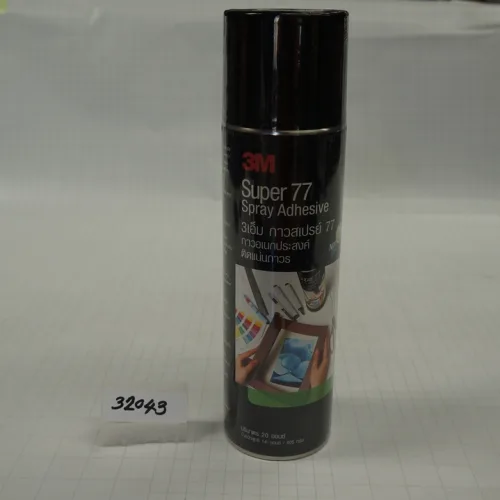 3M
Super 77
Spray Adhesive
3เอ็ม กาวสเปรย์ 77
กาวอเนกประสงค์
ติดแน่นถาวร
32043